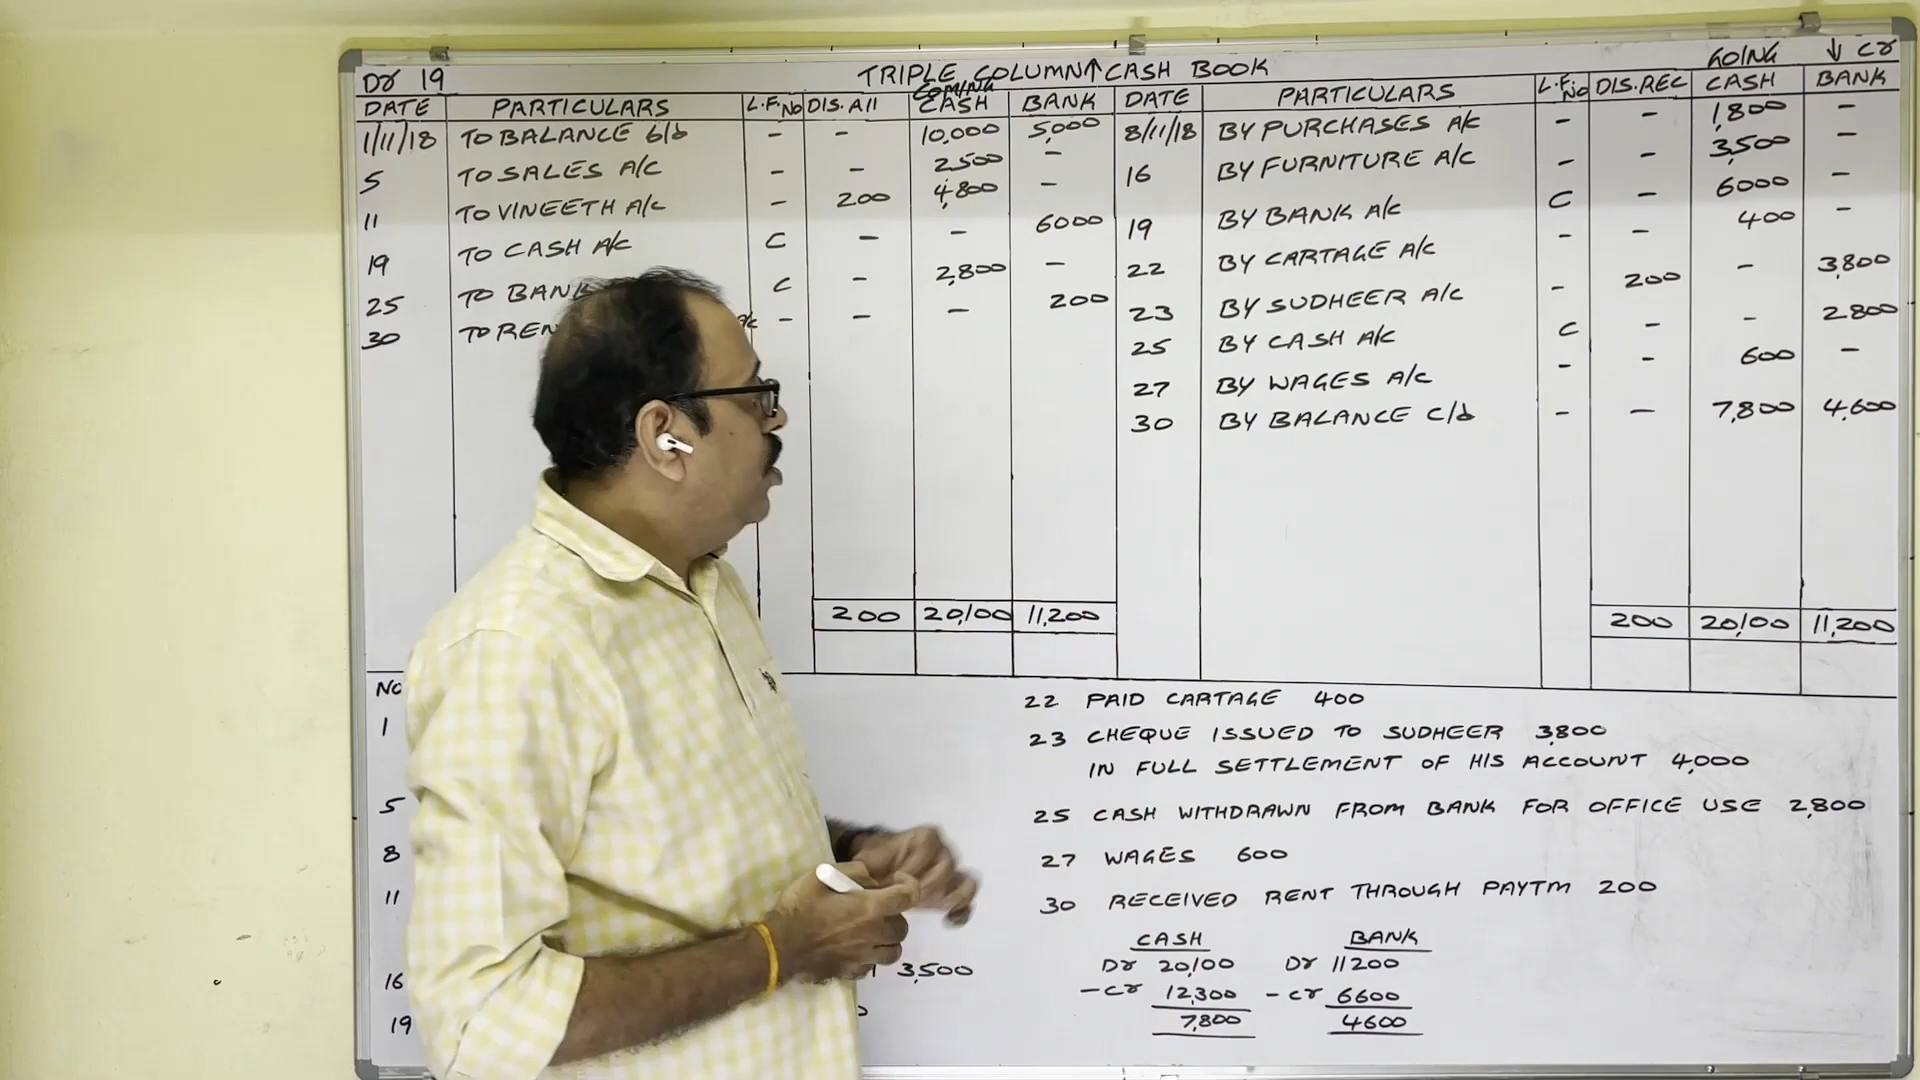 Dr 19 TRIPLE COLUMN↑ CASH BOOK GOING ↓ Cr
COMING
DATE PARTICULARS L.F. No DIS. All CASH BANK DATE PARTICULARS L.F. No DIS. REC CASH BANK
1/11/18 TO BALANCE b/d - - 10,000 5,000 8/11/18 BY PURCHASES A/c - - 1,800 -
5 TO SALES A/C - - 2500 - 16 BY FURNITURE A/c - - 3,500 -
11 TO VINEETH A/c - 200 4,800 - 19 BY BANK A/c C - 6000 -
19 TO CASH A/c C - - 6000 22 BY CARTAGE A/c - - 400 -
25 TO BANK C - 2,800 - 23 BY SUDHEER A/c - 200 - 3,800
30 TO REN A/c - - - 200 25 BY CASH A/c C - - 2800
27 BY WAGES A/c - - 600 -
30 BY BALANCE c/d - - 7,800 4,600
200 20,100 11,200 200 20,100 11,200
NO
1
5
8
11
16 3,500
19
22 PAID CARTAGE 400
23 CHEQUE ISSUED TO SUDHEER 3,800
IN FULL SETTLEMENT OF HIS ACCOUNT 4,000
25 CASH WITHDRAWN FROM BANK FOR OFFICE USE 2,800
27 WAGES 600
30 RECEIVED RENT THROUGH PAYTM 200
CASH BANK
Dr 20,100 Dr 11200
- Cr 12,300 - Cr 6600
7,800 4600